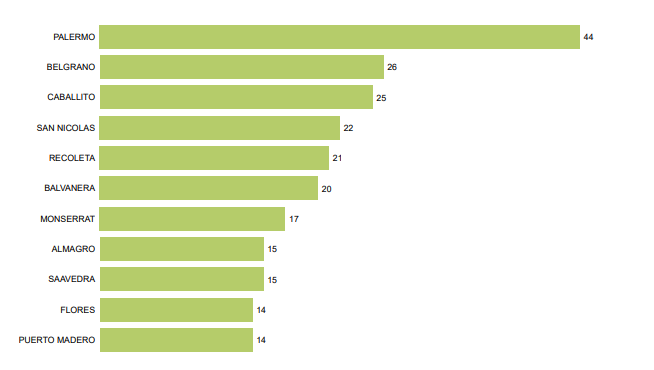 PALERMO 44
BELGRANO 26
CABALLITO 25
SAN NICOLAS 22
RECOLETA 21
BALVANERA 20
MONSERRAT 17
ALMAGRO 15
SAAVEDRA 15
FLORES 14
PUERTO MADERO 14